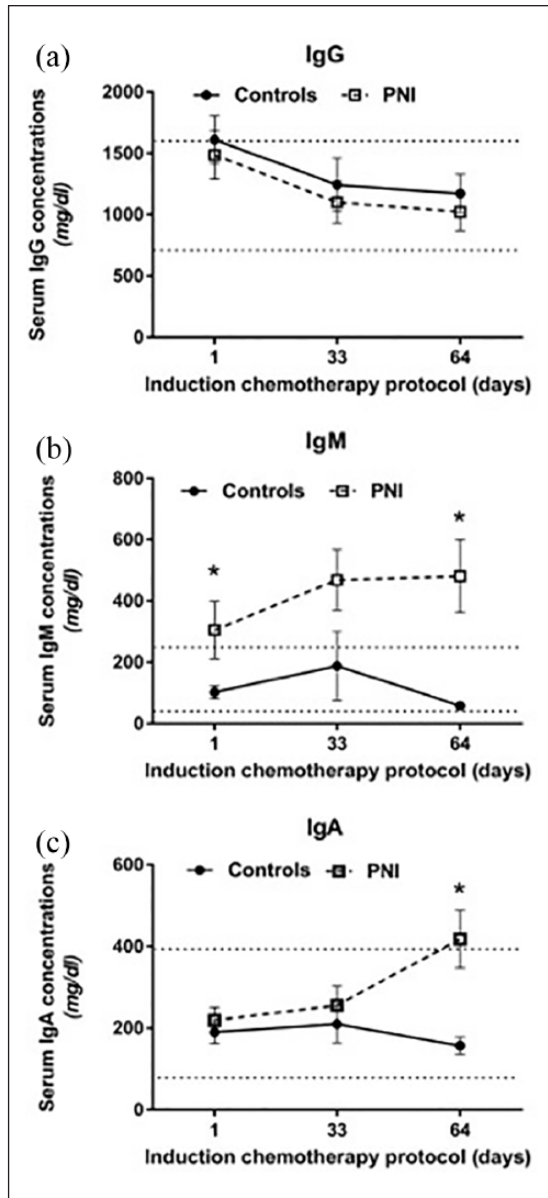 (a)
IgG
Controls PNI
Serum IgG concentrations
(mg/dl)
2000
1500
1000
500
0
1 33 64
Induction chemotherapy protocol (days)
(b)
IgM
Controls PNI
Serum IgM concentrations
(mg/dl)
800
600
400
200
0
* *
1 33 64
Induction chemotherapy protocol (days)
(c)
IgA
Controls PNI
Serum IgA concentrations
(mg/dl)
600
400
200
0
*
1 33 64
Induction chemotherapy protocol (days)